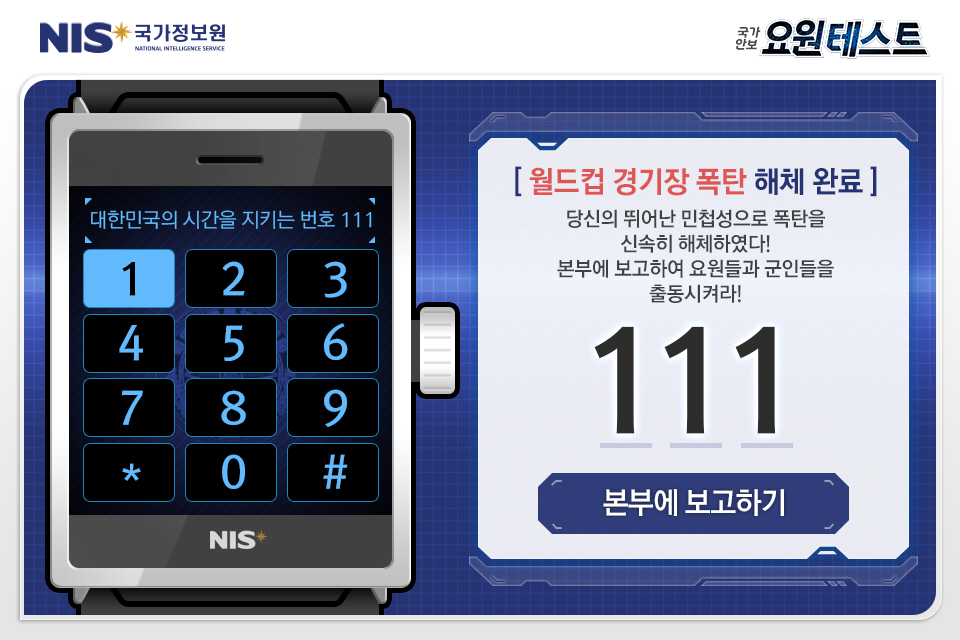 NIS 국가정보원
NATIONAL INTELLIGENCE SERVICE
국가
안보 요원테스트
대한민국의 시간을 지키는 번호 111
1 2 3
4 5 6
7 8 9
* 0 #
NIS
[ 월드컵 경기장 폭탄 해체 완료 ]
당신의 뛰어난 민첩성으로 폭탄을
신속히 해체하였다!
본부에 보고하여 요원들과 군인들을
출동시켜라!
111
본부에 보고하기